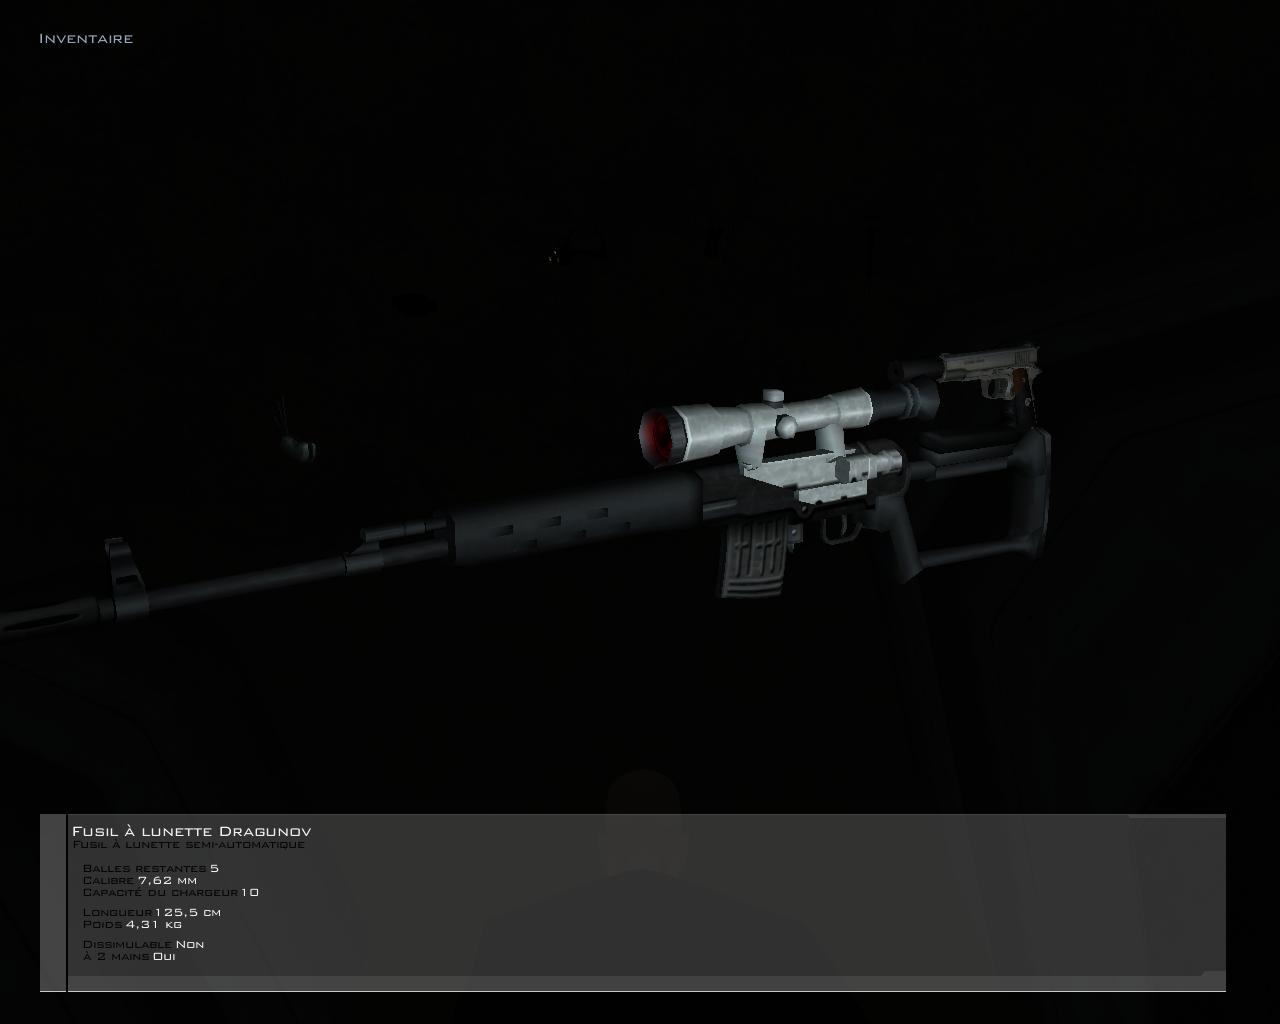 Inventaire
Fusil à lunette Dragunov
Fusil à lunette semi-automatique
Balles restantes 5
Calibre 7,62 mm
Capacité du chargeur 10
Longueur 125,5 cm
Poids 4,31 kg
Dissimulable Non
À 2 mains Oui